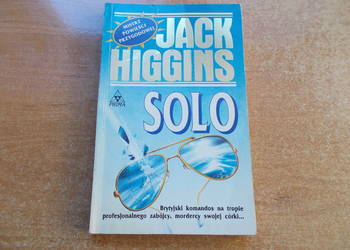 MISTRZ
POWIEŚCI
PRZYGODOWEJ
JACK
HIGGINS
SOLO
PRIMA
Brytyjski komandos na tropie
profesjonalnego zabójcy, mordercy swojej córki...